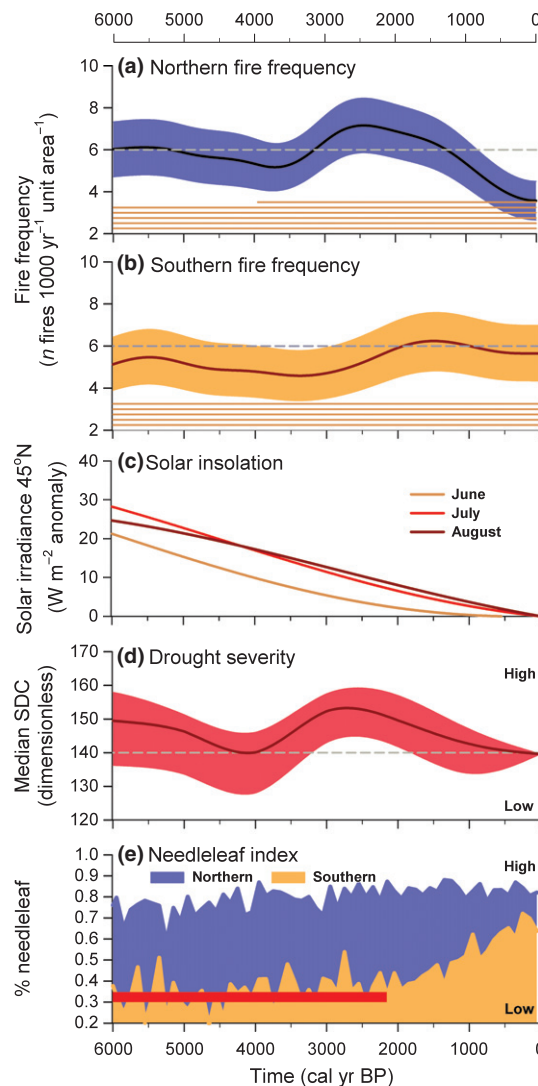 6000 5000 4000 3000 2000 1000 0
(a) Northern fire frequency
10
8
6
4
2
(b) Southern fire frequency
10
8
6
4
2
Fire frequency
(n fires 1000 yr⁻¹ unit area⁻¹)
(c) Solar insolation
40
30
20
10
0
June
July
August
Solar irradiance 45°N
(W m⁻² anomaly)
(d) Drought severity
170
160
150
140
130
120
High
Low
Median SDC
(dimensionless)
(e) Needleleaf index
1.0
0.9
0.8
0.7
0.6
0.5
0.4
0.3
0.2
Northern Southern
High
Low
% needleleaf
6000 5000 4000 3000 2000 1000 0
Time (cal yr BP)